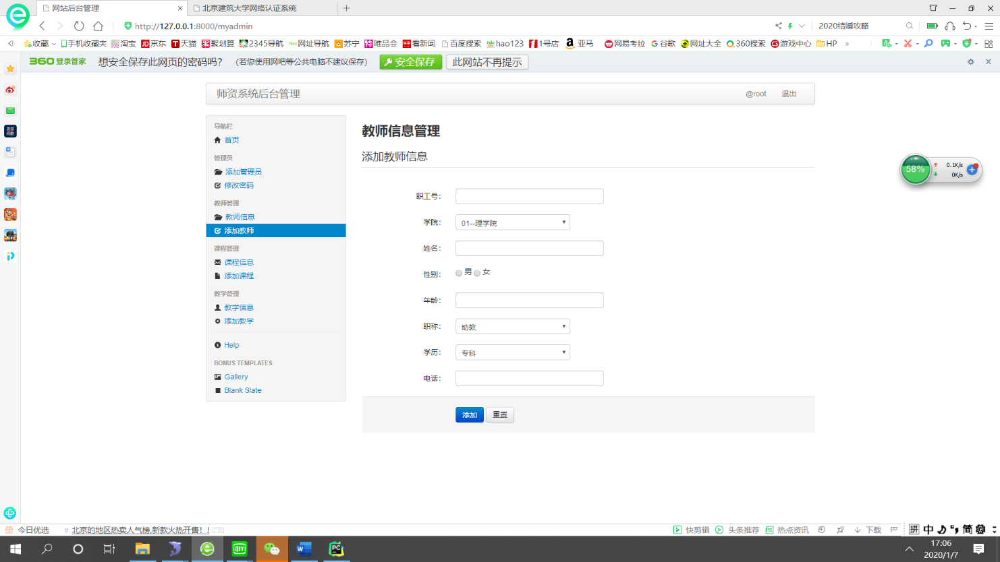 网站后台管理
北京建筑大学网络认证系统
http://127.0.0.1:8000/myadmin
2020结婚攻略
收藏 手机收藏夹 淘宝 京东 天猫 聚划算 2345导航 网址导航 苏宁 唯品会 看新闻 百度搜索 hao123 1号店 亚马 网易考拉 谷歌 网址大全 360搜索 游戏中心 HP »
360登录管家 想安全保存此网页的密码吗? (若您使用网吧等公共电脑不建议保存) 安全保存 此网站不再提示
师资系统后台管理 @root 退出
导航栏
首页
管理员
添加管理员
修改密码
教师管理
教师信息
添加教师
课程管理
课程信息
添加课程
教学管理
教学信息
添加教学
Help
BONUS TEMPLATES
Gallery
Blank Slate
教师信息管理
添加教师信息
职工号:
学院: 01--理学院
姓名:
性别: 男 女
年龄:
职称: 助教
学历: 专科
电话:
添加 重置
58% 0.1K/s
0K/s
今日优选 北京的地区热卖人气榜,新款火热开售!!
快剪辑 头条推荐 热点资讯 下载
拼 中 简
17:06
2020/1/7